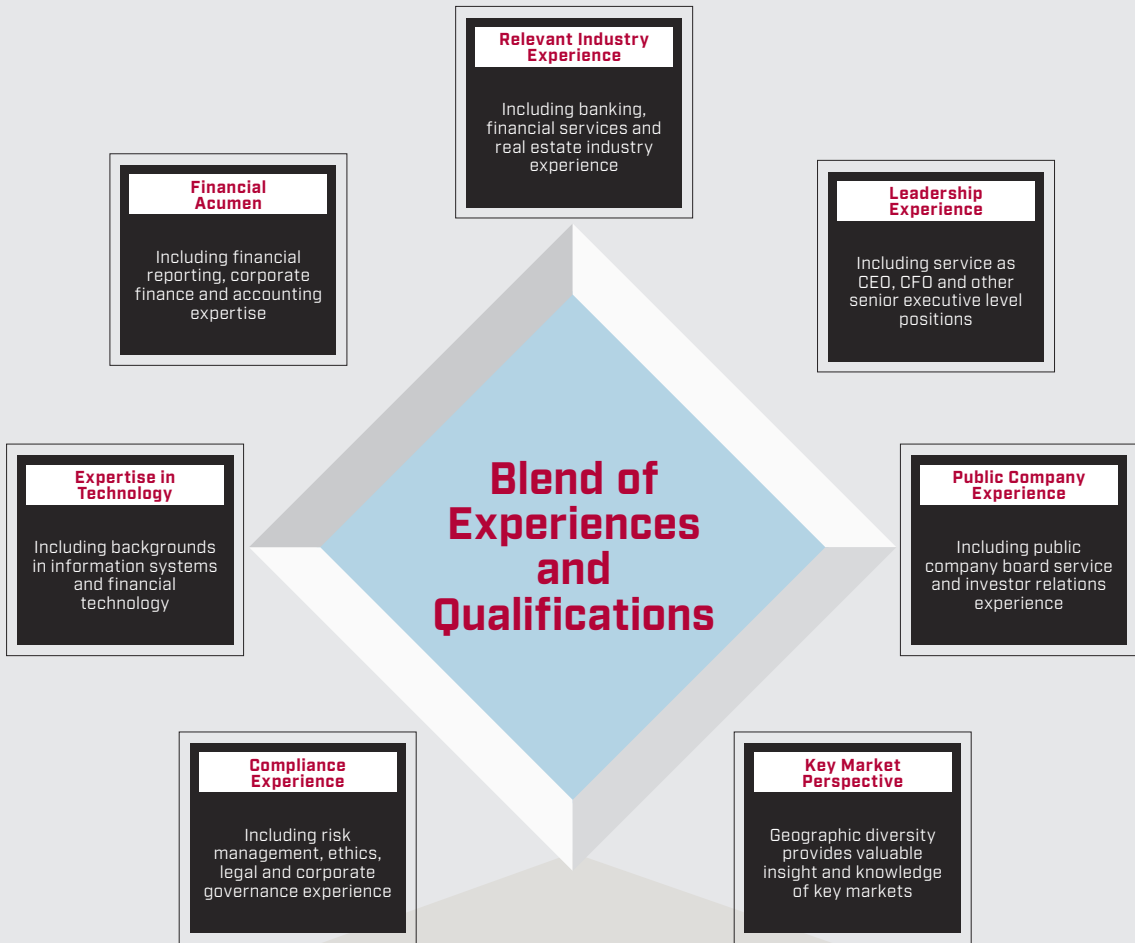 Relevant Industry
Experience
Including banking,
financial services and
real estate industry
experience
Financial
Acumen
Including financial
reporting, corporate
finance and accounting
expertise
Leadership
Experience
Including service as
CEO, CFO and other
senior executive level
positions
Blend of
Experiences
and
Qualifications
Expertise in
Technology
Including backgrounds
in information systems
and financial
technology
Public Company
Experience
Including public
company board service
and investor relations
experience
Compliance
Experience
Including risk
management, ethics,
legal and corporate
governance experience
Key Market
Perspective
Geographic diversity
provides valuable
insight and knowledge
of key markets